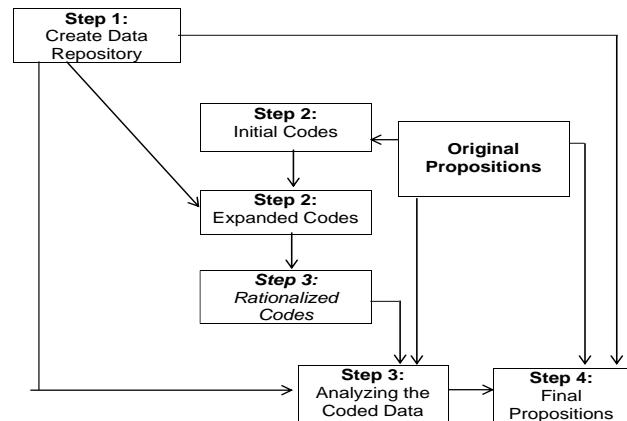 Step 1:
Create Data
Repository
Step 2:
Initial Codes
Original
Propositions
Step 2:
Expanded Codes
Step 3:
Rationalized
Codes
Step 3:
Analyzing the
Coded Data
Step 4:
Final
Propositions